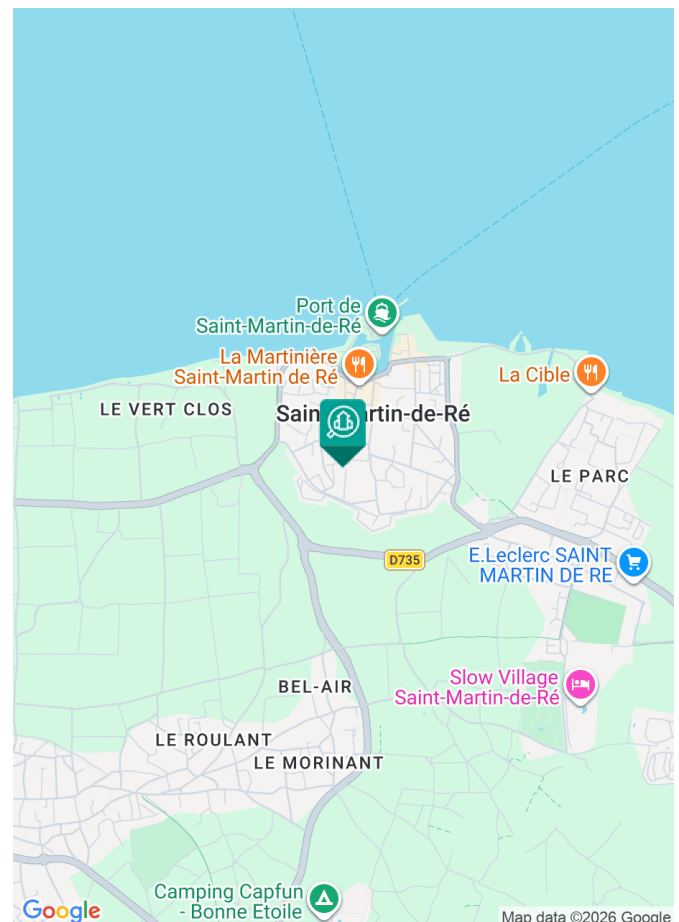 Port de
Saint-Martin-de-Ré
La Martinière
Saint-Martin de Ré
La Cible
LE VERT CLOS
Saint-Martin-de-Ré
LE PARC
D735
E.Leclerc SAINT
MARTIN DE RE
Slow Village
Saint-Martin-de-Ré
BEL-AIR
LE ROULANT
LE MORINANT
Camping Capfun
- Bonne Etoile
Google
Map data ©2026 Google